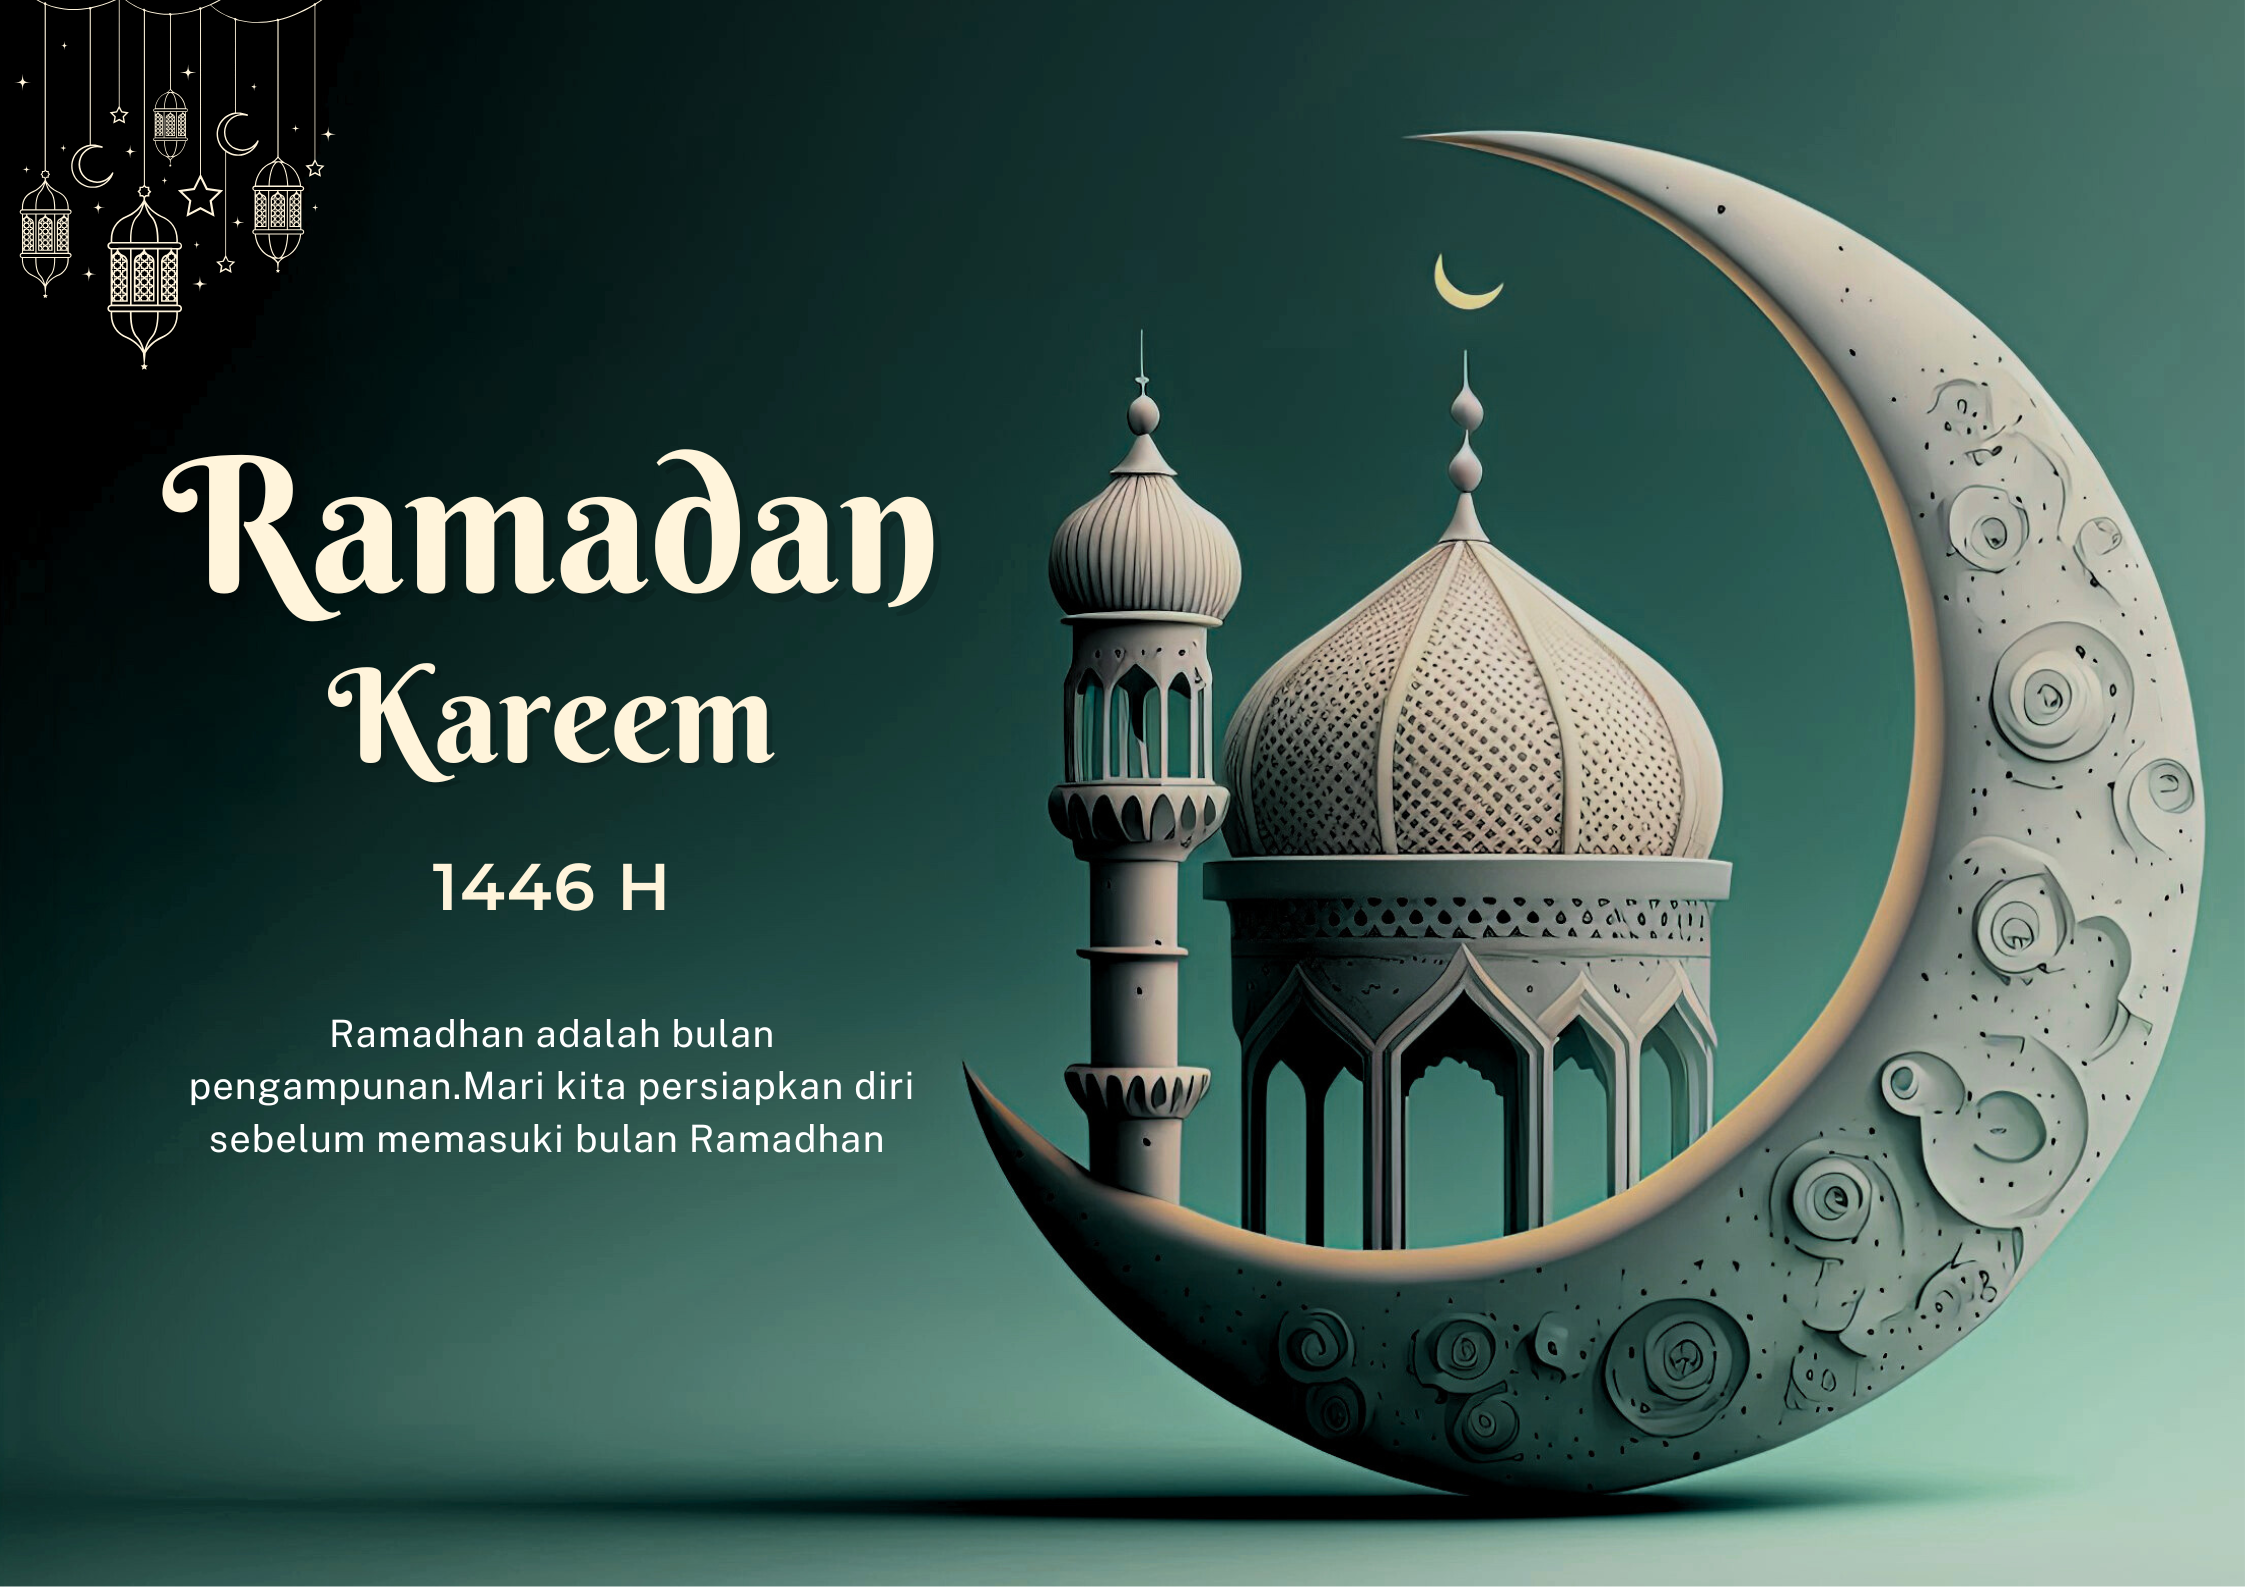 Ramadan
Kareem
1446 H
Ramadhan adalah bulan
pengampunan.Mari kita persiapkan diri
sebelum memasuki bulan Ramadhan